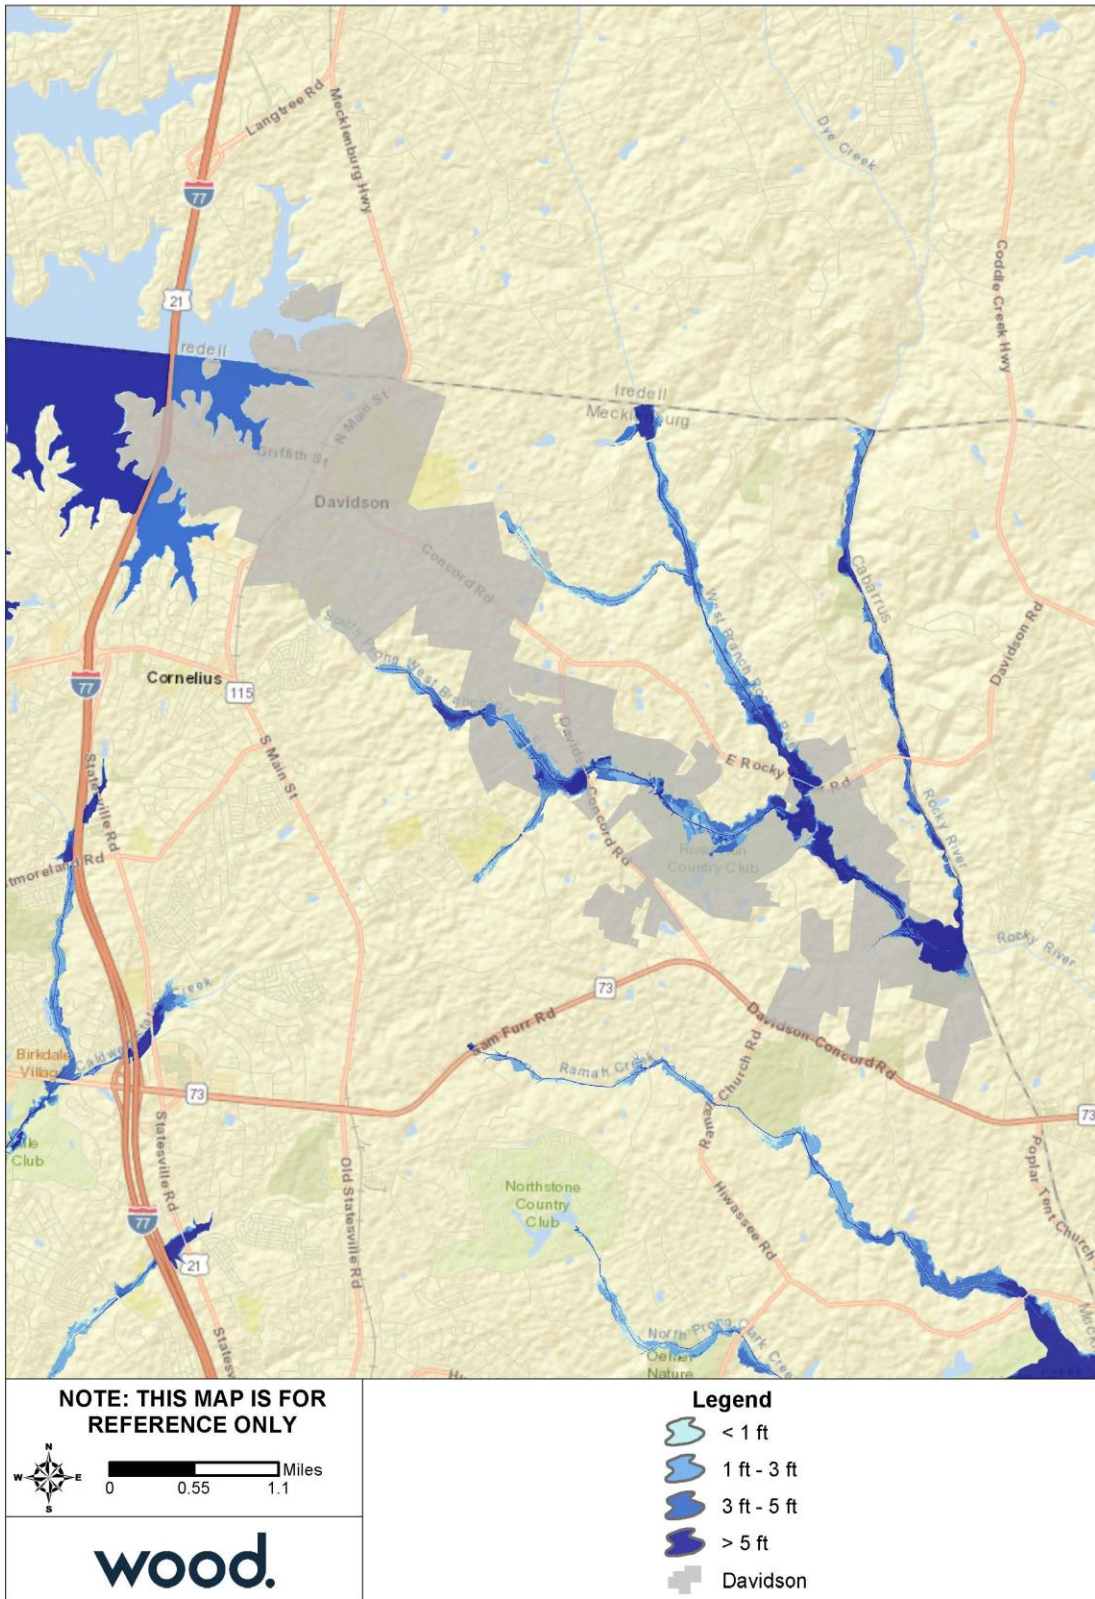 Langtree Rd
Mecklenburg Hwy
Dye Creek
77
Coddle Creek Hwy
21
redell
Iredell
Mecklenburg
N Main St
Griffith St
Davidson
Concord Rd
Cabarrus
West Branch Rocky River
South Prong West Branch
Davidson Rd
Cornelius
115
77
S Main St
Statesville Rd
Davidson-Concord Rd
E Rocky
r Rd
Rocky River
tmoreland Rd
Country Club
Rocky River
73
Sam Furr Rd
Creek
Birkdale
Villag
Ramah Creek
Davidson-Concord Rd
Ramah Church Rd
73
73
Club
Statesville Rd
Old Statesville Rd
Northstone
Country
Club
Hiwassee Rd
Poplar Tent Church
77
21
North Prong Clark Creek
Nature
NOTE: THIS MAP IS FOR
REFERENCE ONLY
N
W E
S
Miles
0 0.55 1.1
wood.
Legend
< 1 ft
1 ft - 3 ft
3 ft - 5 ft
> 5 ft
Davidson